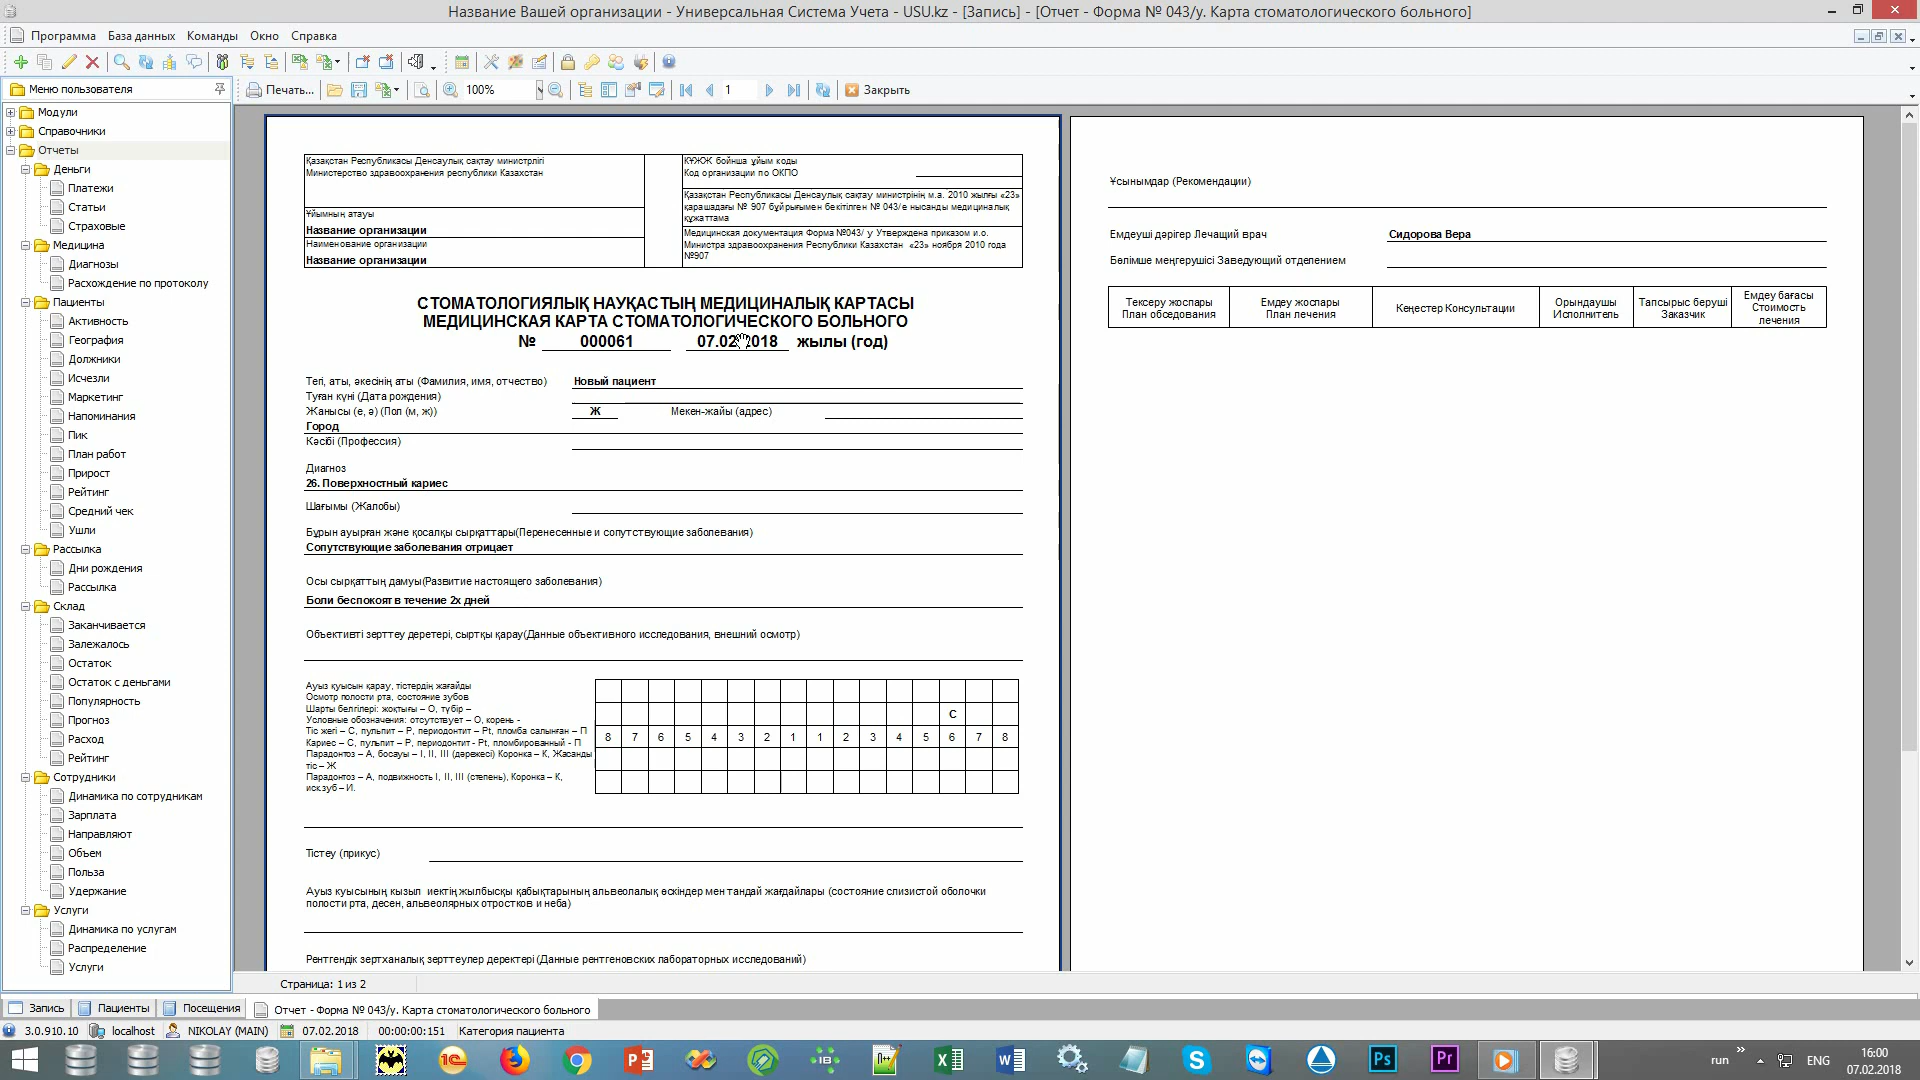 Название Вашей организации - Универсальная Система Учета - USU.kz - [Запись] - [Отчет - Форма № 043/у. Карта стоматологического больного]
Программа База данных Команды Окно Справка
Меню пользователя
Печать... 100% 1 Закрыть
Модули
Справочники
Отчеты
Деньги
Платежи
Статьи
Страховые
Медицина
Диагнозы
Расхождение по протоколу
Пациенты
Активность
География
Должники
Исчезли
Маркетинг
Напоминания
Пик
План работ
Прирост
Рейтинг
Средний чек
Ушли
Рассылка
Дни рождения
Рассылка
Склад
Заканчивается
Залежалось
Остаток
Остаток с деньгами
Популярность
Прогноз
Расход
Рейтинг
Сотрудники
Динамика по сотрудникам
Зарплата
Направляют
Объем
Польза
Удержание
Услуги
Динамика по услугам
Распределение
Услуги
Қазақстан Республикасы Денсаулық сақтау министрлігі
Министерство здравоохранения республики Казахстан
Ұйымның атауы
Название организации
Наименование организации
Название организации
КҰЖЖ бойнша ұйым коды
Код организации по ОКПО
Қазақстан Республикасы Денсаулық сақтау министрінің м.а. 2010 жылғы «23»
қарашадағы № 907 бұйрығымен бекітілген № 043/е нысанды медициналық
құжаттама
Медицинская документация Форма №043/ у Утверждена приказом и.о.
Министра здравоохранения Республики Казахстан «23» ноября 2010 года
№907
СТОМАТОЛОГИЯЛЫҚ НАУҚАСТЫҢ МЕДИЦИНАЛЫҚ КАРТАСЫ
МЕДИЦИНСКАЯ КАРТА СТОМАТОЛОГИЧЕСКОГО БОЛЬНОГО
№ 000061 07.02.2018 жылы (год)
Тегі, аты, әкесінің аты (Фамилия, имя, отчество) Новый пациент
Туған күні (Дата рождения)
Жанысы (е, ә) (Пол (м, ж)) Ж Мекен-жайы (адрес)
Город
Кәсібі (Профессия)
Диагноз
26. Поверхностный кариес
Шағымы (Жалобы)
Бұрын ауырған және қосалқы сырқаттары(Перенесенные и сопутствующие заболевания)
Сопутствующие заболевания отрицает
Осы сырқаттың дамуы(Развитие настоящего заболевания)
Боли беспокоят в течение 2х дней
Объективті зерттеу деретері, сыртқы қарау(Данные объективного исследования, внешний осмотр)
Ауыз қуысын қарау, тістердің жағайды
Осмотр полости рта, состояние зубов
Шарты белгілері: жоқтығы – О, түбір –
Условные обозначения: отсутствует – О, корень -
Тіс жегі – С, пульпит – Р, периодонтит – Pt, пломба салынған – П
Кариес – С, пульпит – Р, периодонтит - Pt, пломбированный - П
Парадонтоз – А, босауы – I, II, III (дәрежесі) Коронка – К, Жасанды
тіс – Ж
Парадонтоз – А, подвижность I, II, III (степень), Коронка – К,
иск.зуб – И.
С
8 7 6 5 4 3 2 1 1 2 3 4 5 6 7 8
Тістеу (прикус)
Ауыз куысының кызыл иектің жылбысқы қабықтарының альвеолалық өскіндер мен тандай жағдайлары (состояние слизистой оболочки
полости рта, десен, альвеолярных отростков и неба)
Рентгендік зертханалық зерттеулер деректері (Данные рентгеновских лабораторных исследований)
Ұсынымдар (Рекомендации)
Емдеуші дәрігер Лечащий врач Сидорова Вера
Бөлімше меңгерушісі Заведующий отделением
Тексеру жоспары
План обседования
Емдеу жоспары
План лечения
Кеңестер Консультации
Орындаушы
Исполнитель
Тапсырыс беруші
Заказчик
Емдеу бағасы
Стоимость
лечения
Страница: 1 из 2
Запись Пациенты Посещения Отчет - Форма № 043/у. Карта стоматологического больного
3.0.910.10 localhost NIKOLAY (MAIN) 07.02.2018 00:00:00:151 Категория пациента
run ENG 16:00
07.02.2018